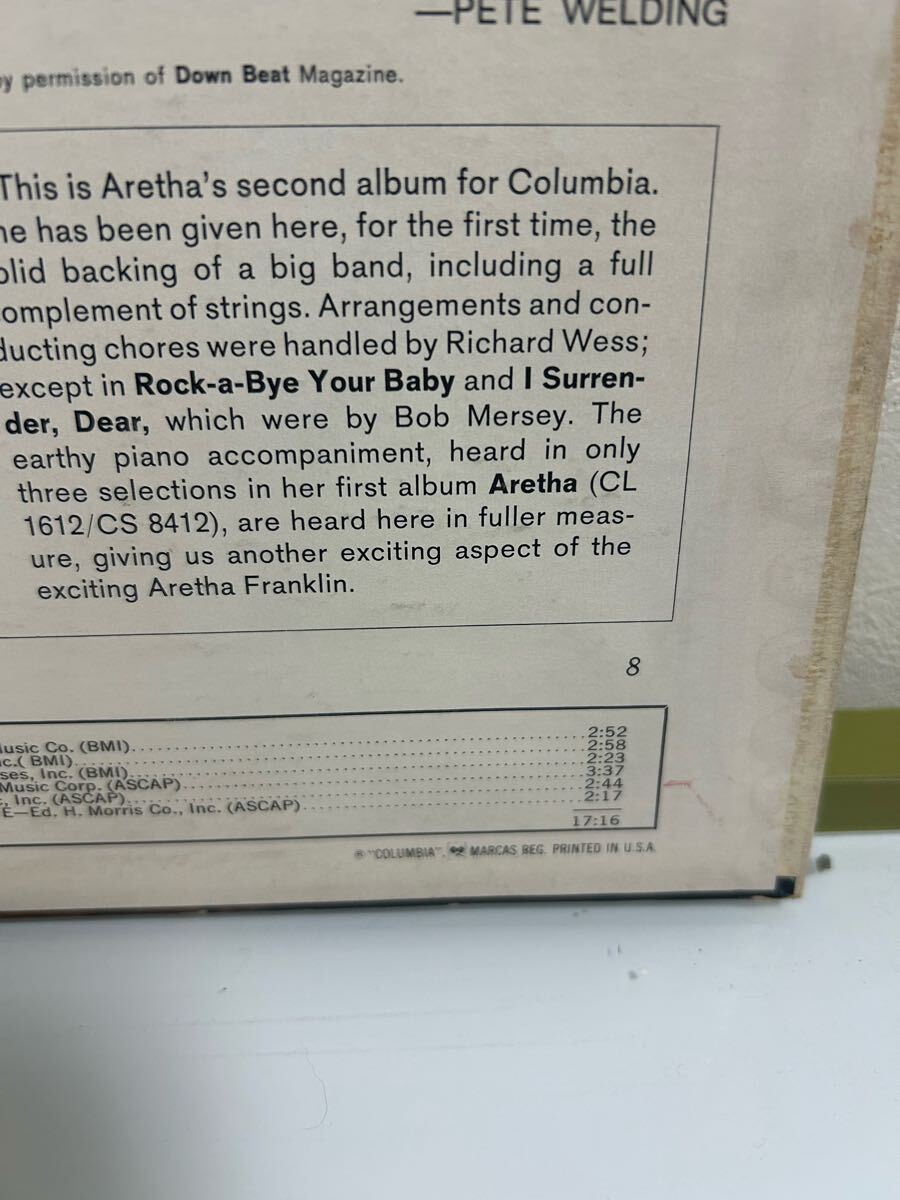 —PETE WELDING
by permission of Down Beat Magazine.
This is Aretha's second album for Columbia.
he has been given here, for the first time, the
olid backing of a big band, including a full
omplement of strings. Arrangements and con-
ducting chores were handled by Richard Wess;
except in Rock-a-Bye Your Baby and I Surren-
der, Dear, which were by Bob Mersey. The
earthy piano accompaniment, heard in only
three selections in her first album Aretha (CL
1612/CS 8412), are heard here in fuller meas-
ure, giving us another exciting aspect of the
exciting Aretha Franklin.
8
Music Co. (BMI) 2:52
nc.( BMI) 2:58
ses, Inc. (BMI) 2:23
Music Corp. (ASCAP) 3:37
, Inc. (ASCAP) 2:44
E—Ed. H. Morris Co., Inc. (ASCAP) 2:17
17:16
® "COLUMBIA", MARCAS REG. PRINTED IN U.S.A.